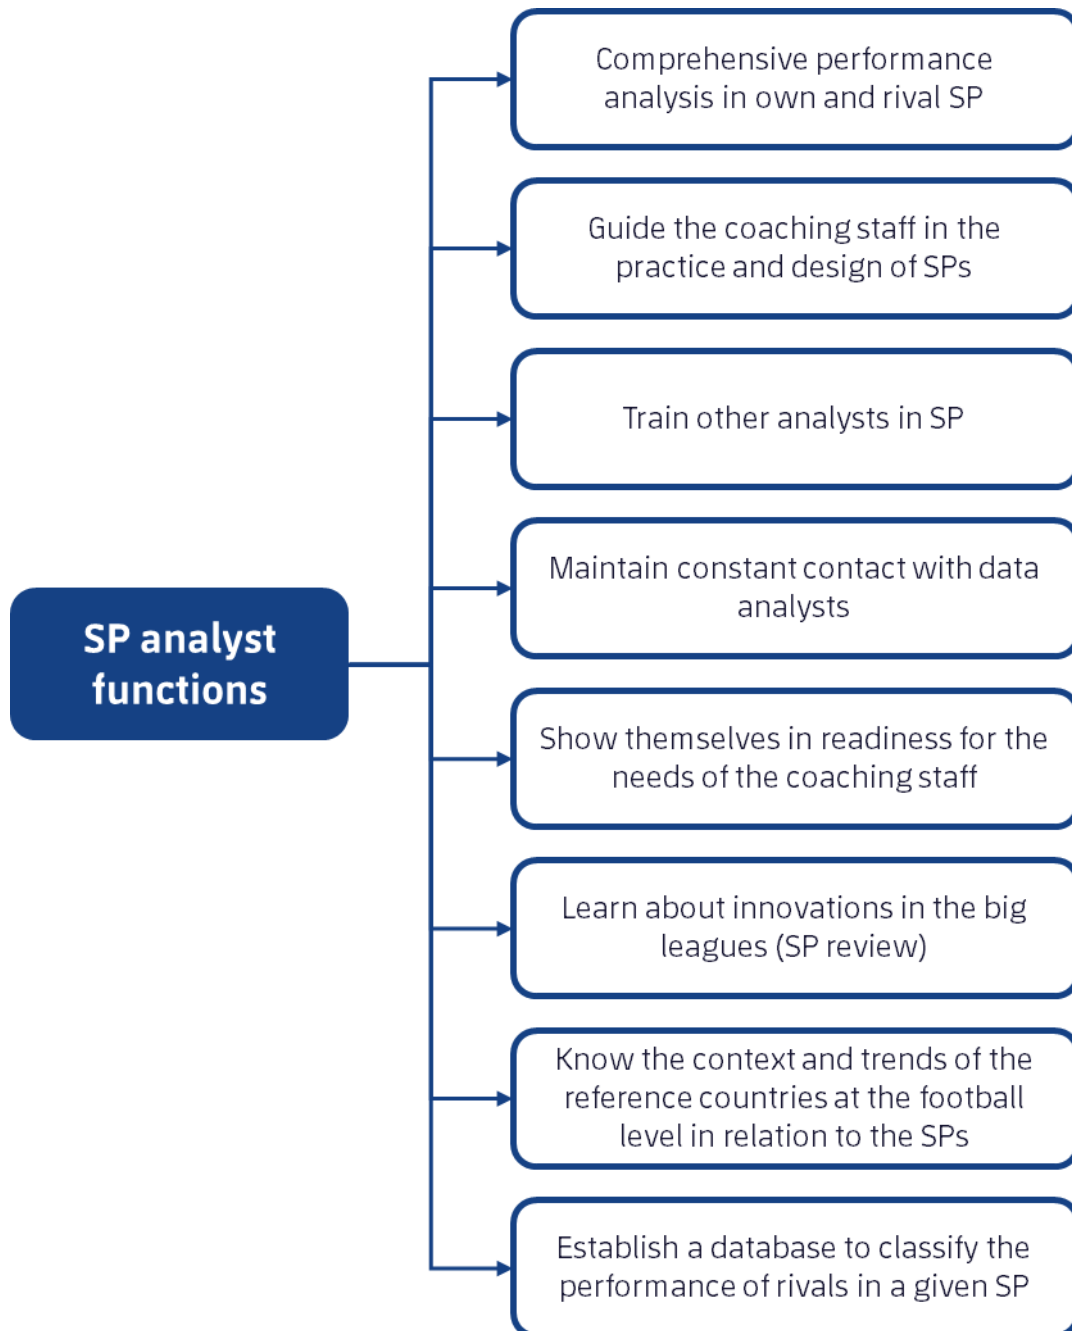 Comprehensive performance
analysis in own and rival SP
Guide the coaching staff in the
practice and design of SPs
Train other analysts in SP
Maintain constant contact with data
analysts
SP analyst
functions
Show themselves in readiness for the
needs of the coaching staff
Learn about innovations in the big
leagues (SP review)
Know the context and trends of the
reference countries at the football
level in relation to the SPs
Establish a database to classify the
performance of rivals in a given SP